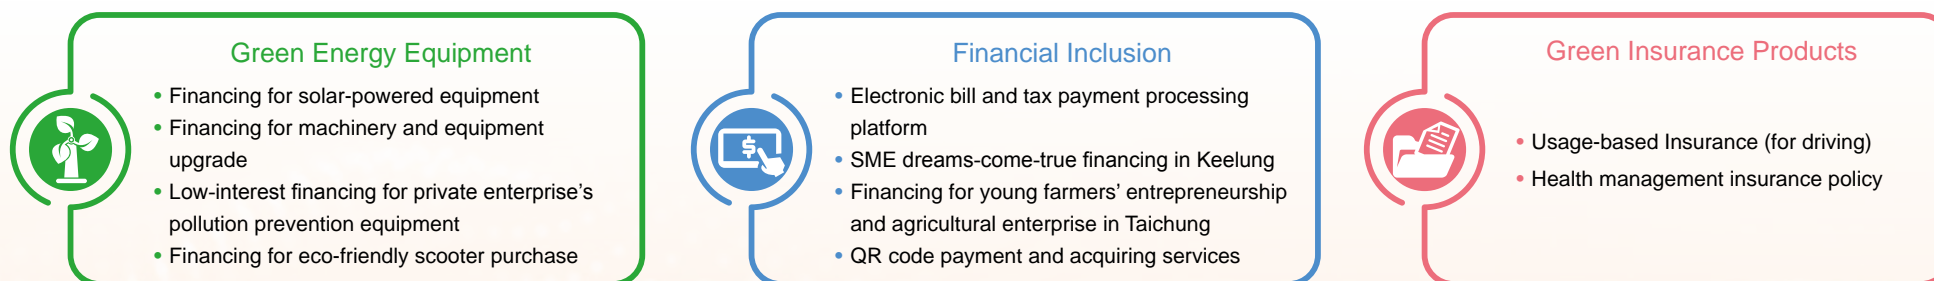 Green Energy Equipment
• Financing for solar-powered equipment
• Financing for machinery and equipment
upgrade
• Low-interest financing for private enterprise’s
pollution prevention equipment
• Financing for eco-friendly scooter purchase
Financial Inclusion
• Electronic bill and tax payment processing
platform
• SME dreams-come-true financing in Keelung
• Financing for young farmers’ entrepreneurship
and agricultural enterprise in Taichung
• QR code payment and acquiring services
Green Insurance Products
• Usage-based Insurance (for driving)
• Health management insurance policy